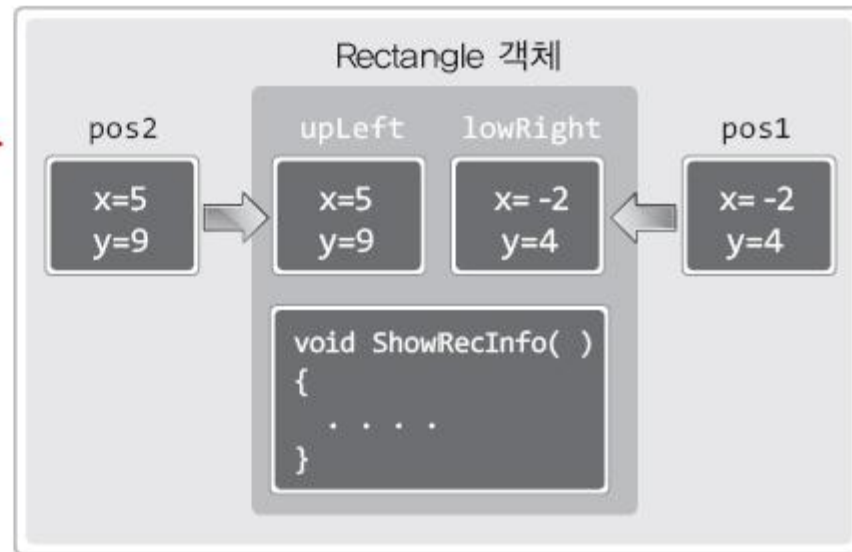 Rectangle 객체
pos2 upLeft lowRight pos1
x=5 x=5 x= -2 x= -2
y=9 y=9 y=4 y=4
void ShowRecInfo( )
{
. . . .
}